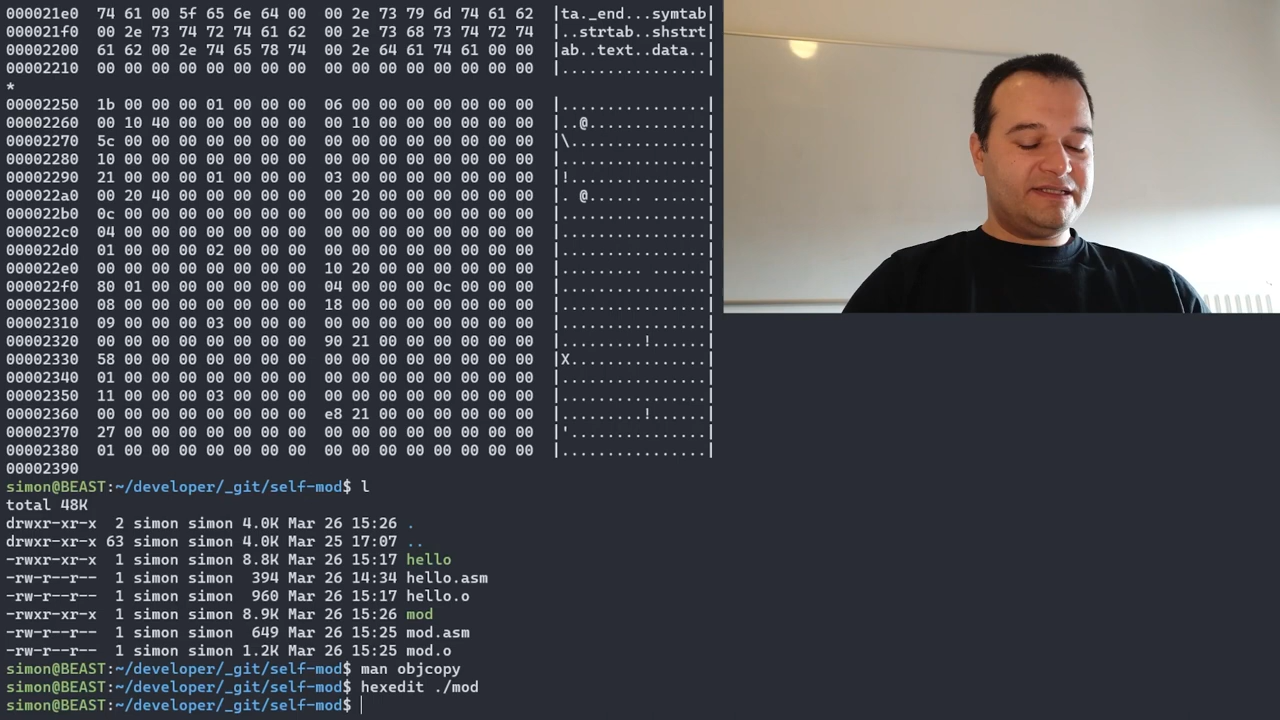 000021e0  74 61 00 5f 65 6e 64 00  00 2e 73 79 6d 74 61 62  |ta._end...symtab|
000021f0  00 2e 73 74 72 74 61 62  00 2e 73 68 73 74 72 74  |..strtab..shstrt|
00002200  61 62 00 2e 74 65 78 74  00 2e 64 61 74 61 00 00  |ab..text..data..|
00002210  00 00 00 00 00 00 00 00  00 00 00 00 00 00 00 00  |................|
*
00002250  1b 00 00 00 01 00 00 00  06 00 00 00 00 00 00 00  |................|
00002260  00 10 40 00 00 00 00 00  00 10 00 00 00 00 00 00  |..@.............|
00002270  5c 00 00 00 00 00 00 00  00 00 00 00 00 00 00 00  |\...............|
00002280  10 00 00 00 00 00 00 00  00 00 00 00 00 00 00 00  |................|
00002290  21 00 00 00 01 00 00 00  03 00 00 00 00 00 00 00  |!...............|
000022a0  00 20 40 00 00 00 00 00  00 20 00 00 00 00 00 00  |. @...... ......|
000022b0  0c 00 00 00 00 00 00 00  00 00 00 00 00 00 00 00  |................|
000022c0  04 00 00 00 00 00 00 00  00 00 00 00 00 00 00 00  |................|
000022d0  01 00 00 00 02 00 00 00  00 00 00 00 00 00 00 00  |................|
000022e0  00 00 00 00 00 00 00 00  10 20 00 00 00 00 00 00  |......... ......|
000022f0  80 01 00 00 00 00 00 00  04 00 00 00 0c 00 00 00  |................|
00002300  08 00 00 00 00 00 00 00  18 00 00 00 00 00 00 00  |................|
00002310  09 00 00 00 03 00 00 00  00 00 00 00 00 00 00 00  |................|
00002320  00 00 00 00 00 00 00 00  90 21 00 00 00 00 00 00  |.........!......|
00002330  58 00 00 00 00 00 00 00  00 00 00 00 00 00 00 00  |X...............|
00002340  01 00 00 00 00 00 00 00  00 00 00 00 00 00 00 00  |................|
00002350  11 00 00 00 03 00 00 00  00 00 00 00 00 00 00 00  |................|
00002360  00 00 00 00 00 00 00 00  e8 21 00 00 00 00 00 00  |.........!......|
00002370  27 00 00 00 00 00 00 00  00 00 00 00 00 00 00 00  |'...............|
00002380  01 00 00 00 00 00 00 00  00 00 00 00 00 00 00 00  |................|
00002390
simon@BEAST:~/developer/_git/self-mod$ l
total 48K
drwxr-xr-x  2 simon simon 4.0K Mar 26 15:26 .
drwxr-xr-x 63 simon simon 4.0K Mar 25 17:07 ..
-rwxr-xr-x  1 simon simon 8.8K Mar 26 15:17 hello
-rw-r--r--  1 simon simon  394 Mar 26 14:34 hello.asm
-rw-r--r--  1 simon simon  960 Mar 26 15:17 hello.o
-rwxr-xr-x  1 simon simon 8.9K Mar 26 15:26 mod
-rw-r--r--  1 simon simon  649 Mar 26 15:25 mod.asm
-rw-r--r--  1 simon simon 1.2K Mar 26 15:25 mod.o
simon@BEAST:~/developer/_git/self-mod$ man objcopy
simon@BEAST:~/developer/_git/self-mod$ hexedit ./mod
simon@BEAST:~/developer/_git/self-mod$